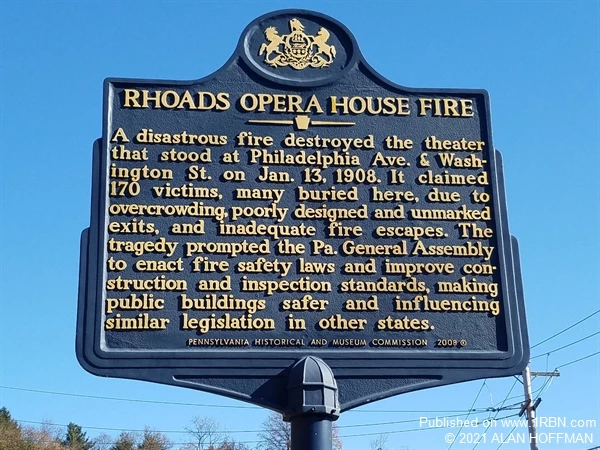 RHOADS OPERA HOUSE FIRE
A disastrous fire destroyed the theater
that stood at Philadelphia Ave. & Wash-
ington St. on Jan. 13, 1908. It claimed
170 victims, many buried here, due to
overcrowding, poorly designed and unmarked
exits, and inadequate fire escapes. The
tragedy prompted the Pa. General Assembly
to enact fire safety laws and improve con-
struction and inspection standards, making
public buildings safer and influencing
similar legislation in other states.
PENNSYLVANIA HISTORICAL AND MUSEUM COMMISSION 2008 ®
Published on www.1RBN.com
© 2021 ALAN HOFFMAN